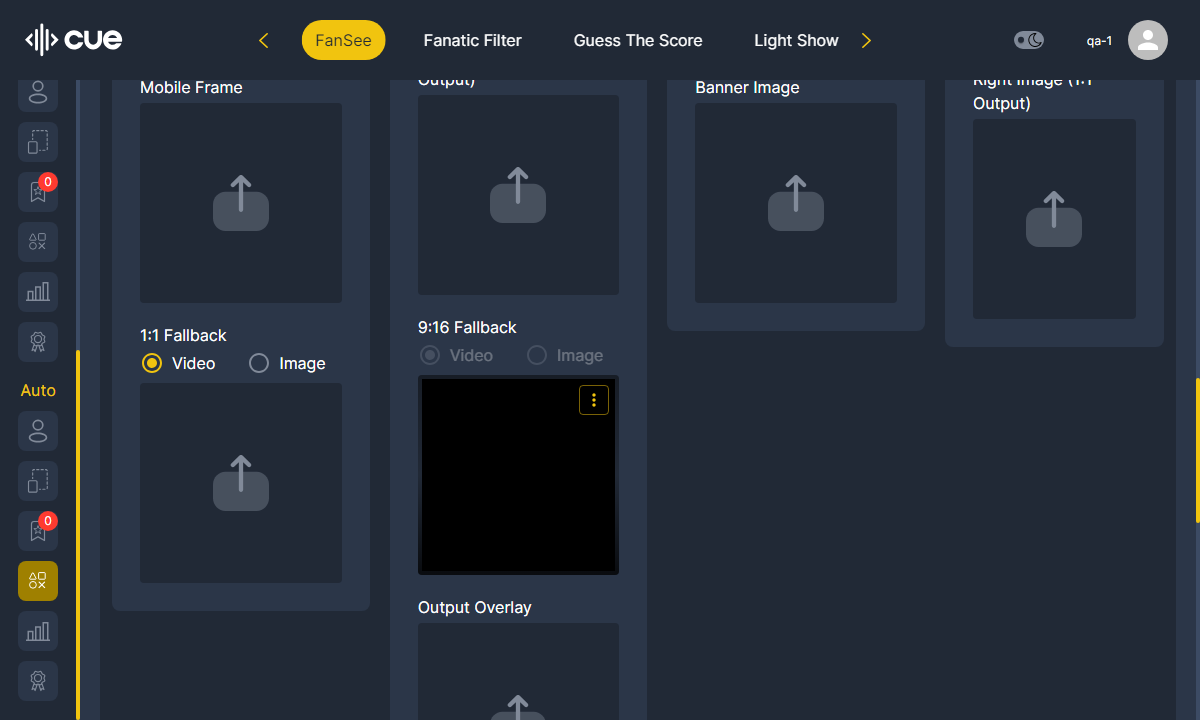 cue
FanSee
Fanatic Filter
Guess The Score
Light Show
qa-1
0
Auto
0
Mobile Frame
1:1 Fallback
Video
Image
Output)
9:16 Fallback
Video
Image
Output Overlay
Banner Image
Right Image (1:1
Output)